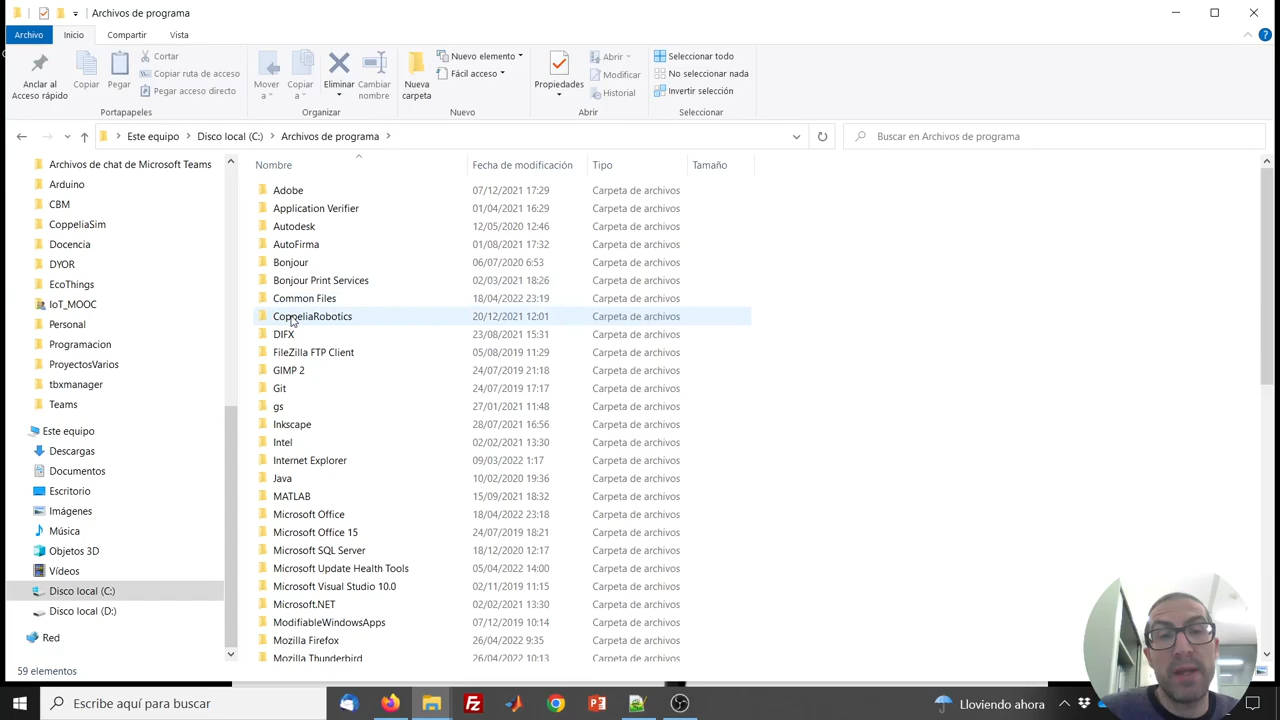 Archivos de programa
Archivo Inicio Compartir Vista
Anclar al Acceso rápido
Copiar
Pegar
Cortar
Copiar ruta de acceso
Pegar acceso directo
Portapapeles
Mover a
Copiar a
Eliminar
Cambiar nombre
Organizar
Nueva carpeta
Nuevo elemento
Fácil acceso
Nuevo
Propiedades
Abrir
Modificar
Historial
Abrir
Seleccionar todo
No seleccionar nada
Invertir selección
Seleccionar
Este equipo > Disco local (C:) > Archivos de programa >
Buscar en Archivos de programa
Archivos de chat de Microsoft Teams
Arduino
CBM
CoppeliaSim
Docencia
DYOR
EcoThings
IoT_MOOC
Personal
Programacion
ProyectosVarios
tbxmanager
Teams
Este equipo
Descargas
Documentos
Escritorio
Imágenes
Música
Objetos 3D
Vídeos
Disco local (C:)
Disco local (D:)
Red
Nombre Fecha de modificación Tipo Tamaño
Adobe 07/12/2021 17:29 Carpeta de archivos
Application Verifier 01/04/2021 16:29 Carpeta de archivos
Autodesk 12/05/2020 12:46 Carpeta de archivos
AutoFirma 01/08/2021 17:32 Carpeta de archivos
Bonjour 06/07/2020 6:53 Carpeta de archivos
Bonjour Print Services 02/03/2021 18:26 Carpeta de archivos
Common Files 18/04/2022 23:19 Carpeta de archivos
CoppeliaRobotics 20/12/2021 12:01 Carpeta de archivos
DIFX 23/08/2021 15:31 Carpeta de archivos
FileZilla FTP Client 05/08/2019 11:29 Carpeta de archivos
GIMP 2 24/07/2019 21:18 Carpeta de archivos
Git 24/07/2019 17:17 Carpeta de archivos
gs 27/01/2021 11:48 Carpeta de archivos
Inkscape 28/07/2021 16:56 Carpeta de archivos
Intel 02/02/2021 13:30 Carpeta de archivos
Internet Explorer 09/03/2022 1:17 Carpeta de archivos
Java 10/02/2020 19:36 Carpeta de archivos
MATLAB 15/09/2021 18:32 Carpeta de archivos
Microsoft Office 18/04/2022 23:18 Carpeta de archivos
Microsoft Office 15 24/07/2019 18:21 Carpeta de archivos
Microsoft SQL Server 18/12/2020 12:17 Carpeta de archivos
Microsoft Update Health Tools 05/04/2022 14:00 Carpeta de archivos
Microsoft Visual Studio 10.0 02/11/2019 11:15 Carpeta de archivos
Microsoft.NET 02/02/2021 13:30 Carpeta de archivos
ModifiableWindowsApps 07/12/2019 10:14 Carpeta de archivos
Mozilla Firefox 26/04/2022 9:35 Carpeta de archivos
Mozilla Thunderbird 26/04/2022 10:13 Carpeta de archivos
59 elementos
Escribe aquí para buscar
Lloviendo ahora